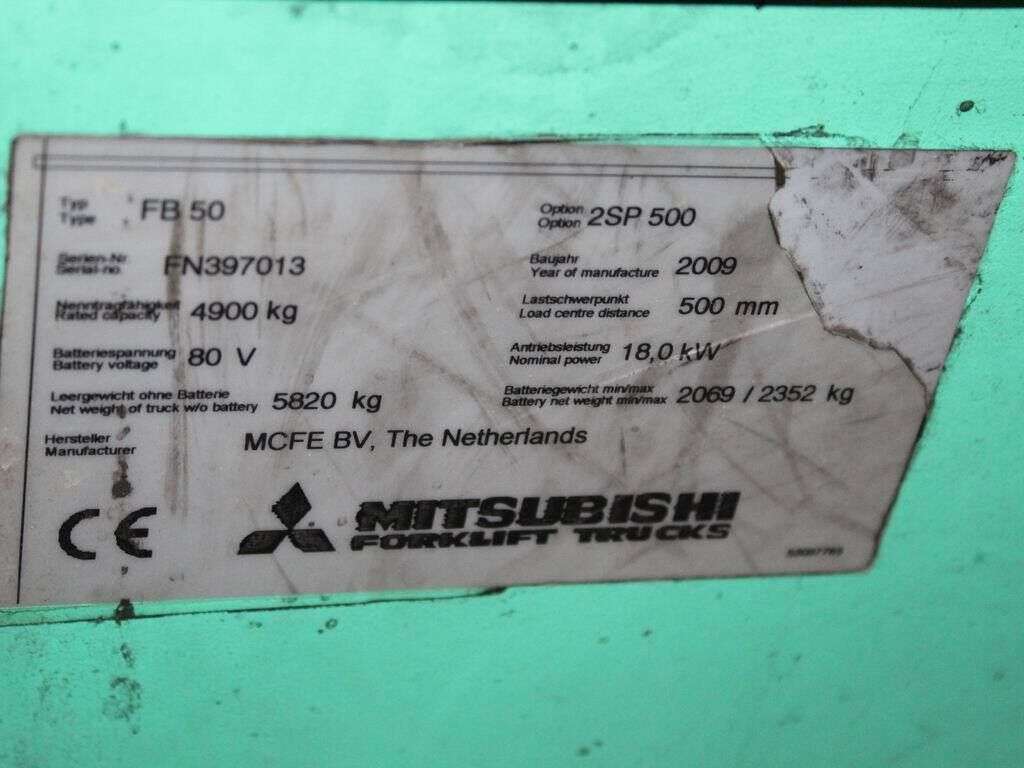 Typ
Type FB 50
Option
Option 2SP 500
Serien-Nr
Serial-no. FN397013
Baujahr
Year of manufacture 2009
Nenntragfähigkeit
Rated capacity 4900 kg
Lastschwerpunkt
Load centre distance 500 mm
Batteriespannung
Battery voltage 80 V
Antriebsleistung
Nominal power 18,0 kW
Leergewicht ohne Batterie
Net weight of truck w/o battery 5820 kg
Batteriegewicht min/max
Battery net weight min/max 2069 / 2352 kg
Hersteller
Manufacturer MCFE BV, The Netherlands
CE
MITSUBISHI
FORKLIFT TRUCKS